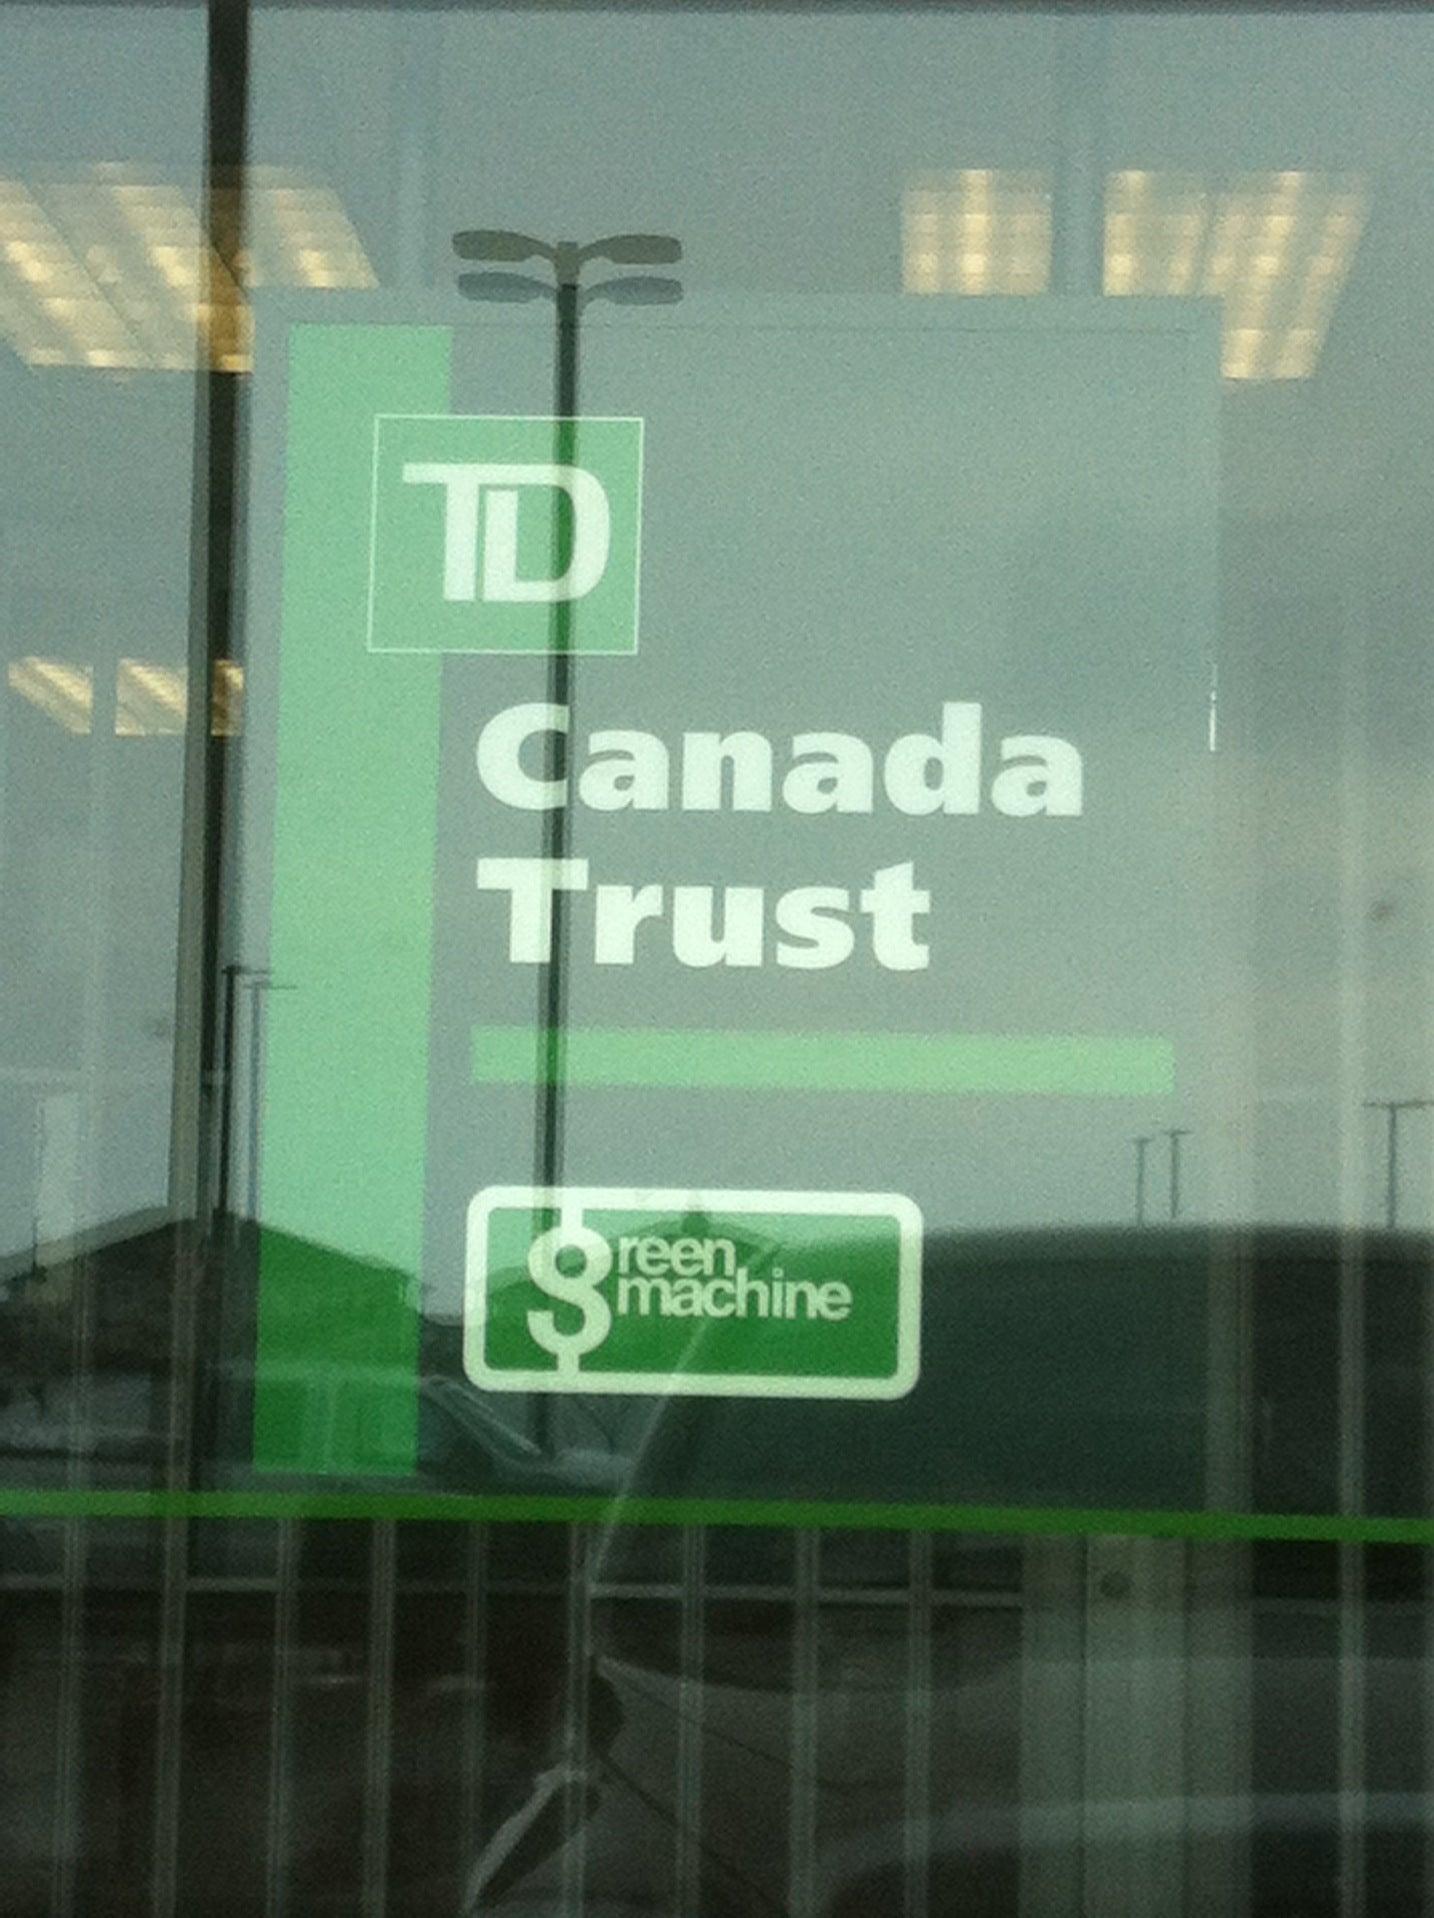 TD
Canada
Trust
green
machine